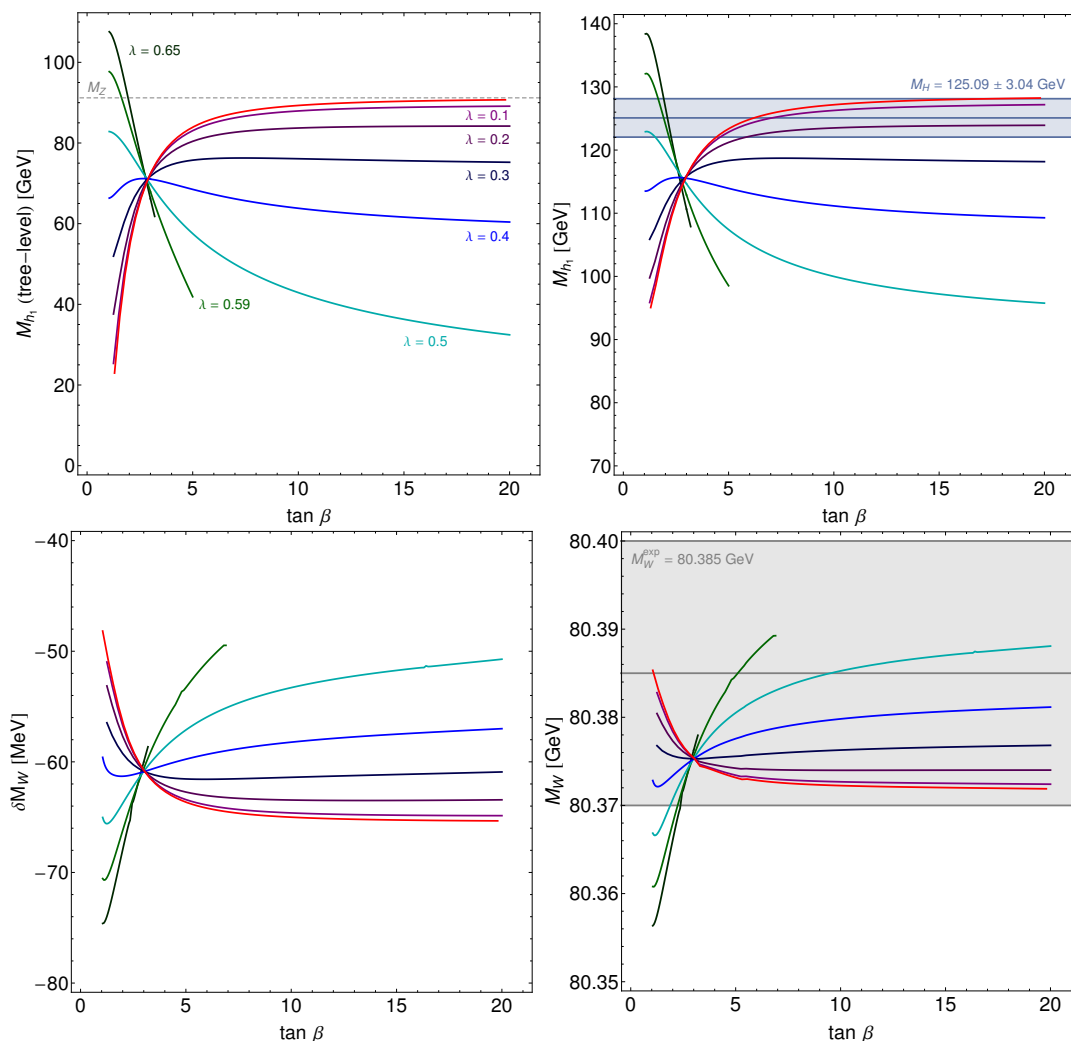 M_{h_1} (tree−level) [GeV]
100
80
60
40
20
0
λ = 0.65
M_Z
λ = 0.1
λ = 0.2
λ = 0.3
λ = 0.4
λ = 0.59
λ = 0.5
0 5 10 15 20
tan β
M_{h_1} [GeV]
140
130
120
110
100
90
80
70
M_H = 125.09 ± 3.04 GeV
0 5 10 15 20
tan β
δM_W [MeV]
−40
−50
−60
−70
−80
0 5 10 15 20
tan β
M_W [GeV]
80.40
80.39
80.38
80.37
80.36
80.35
M_W^{exp} = 80.385 GeV
0 5 10 15 20
tan β